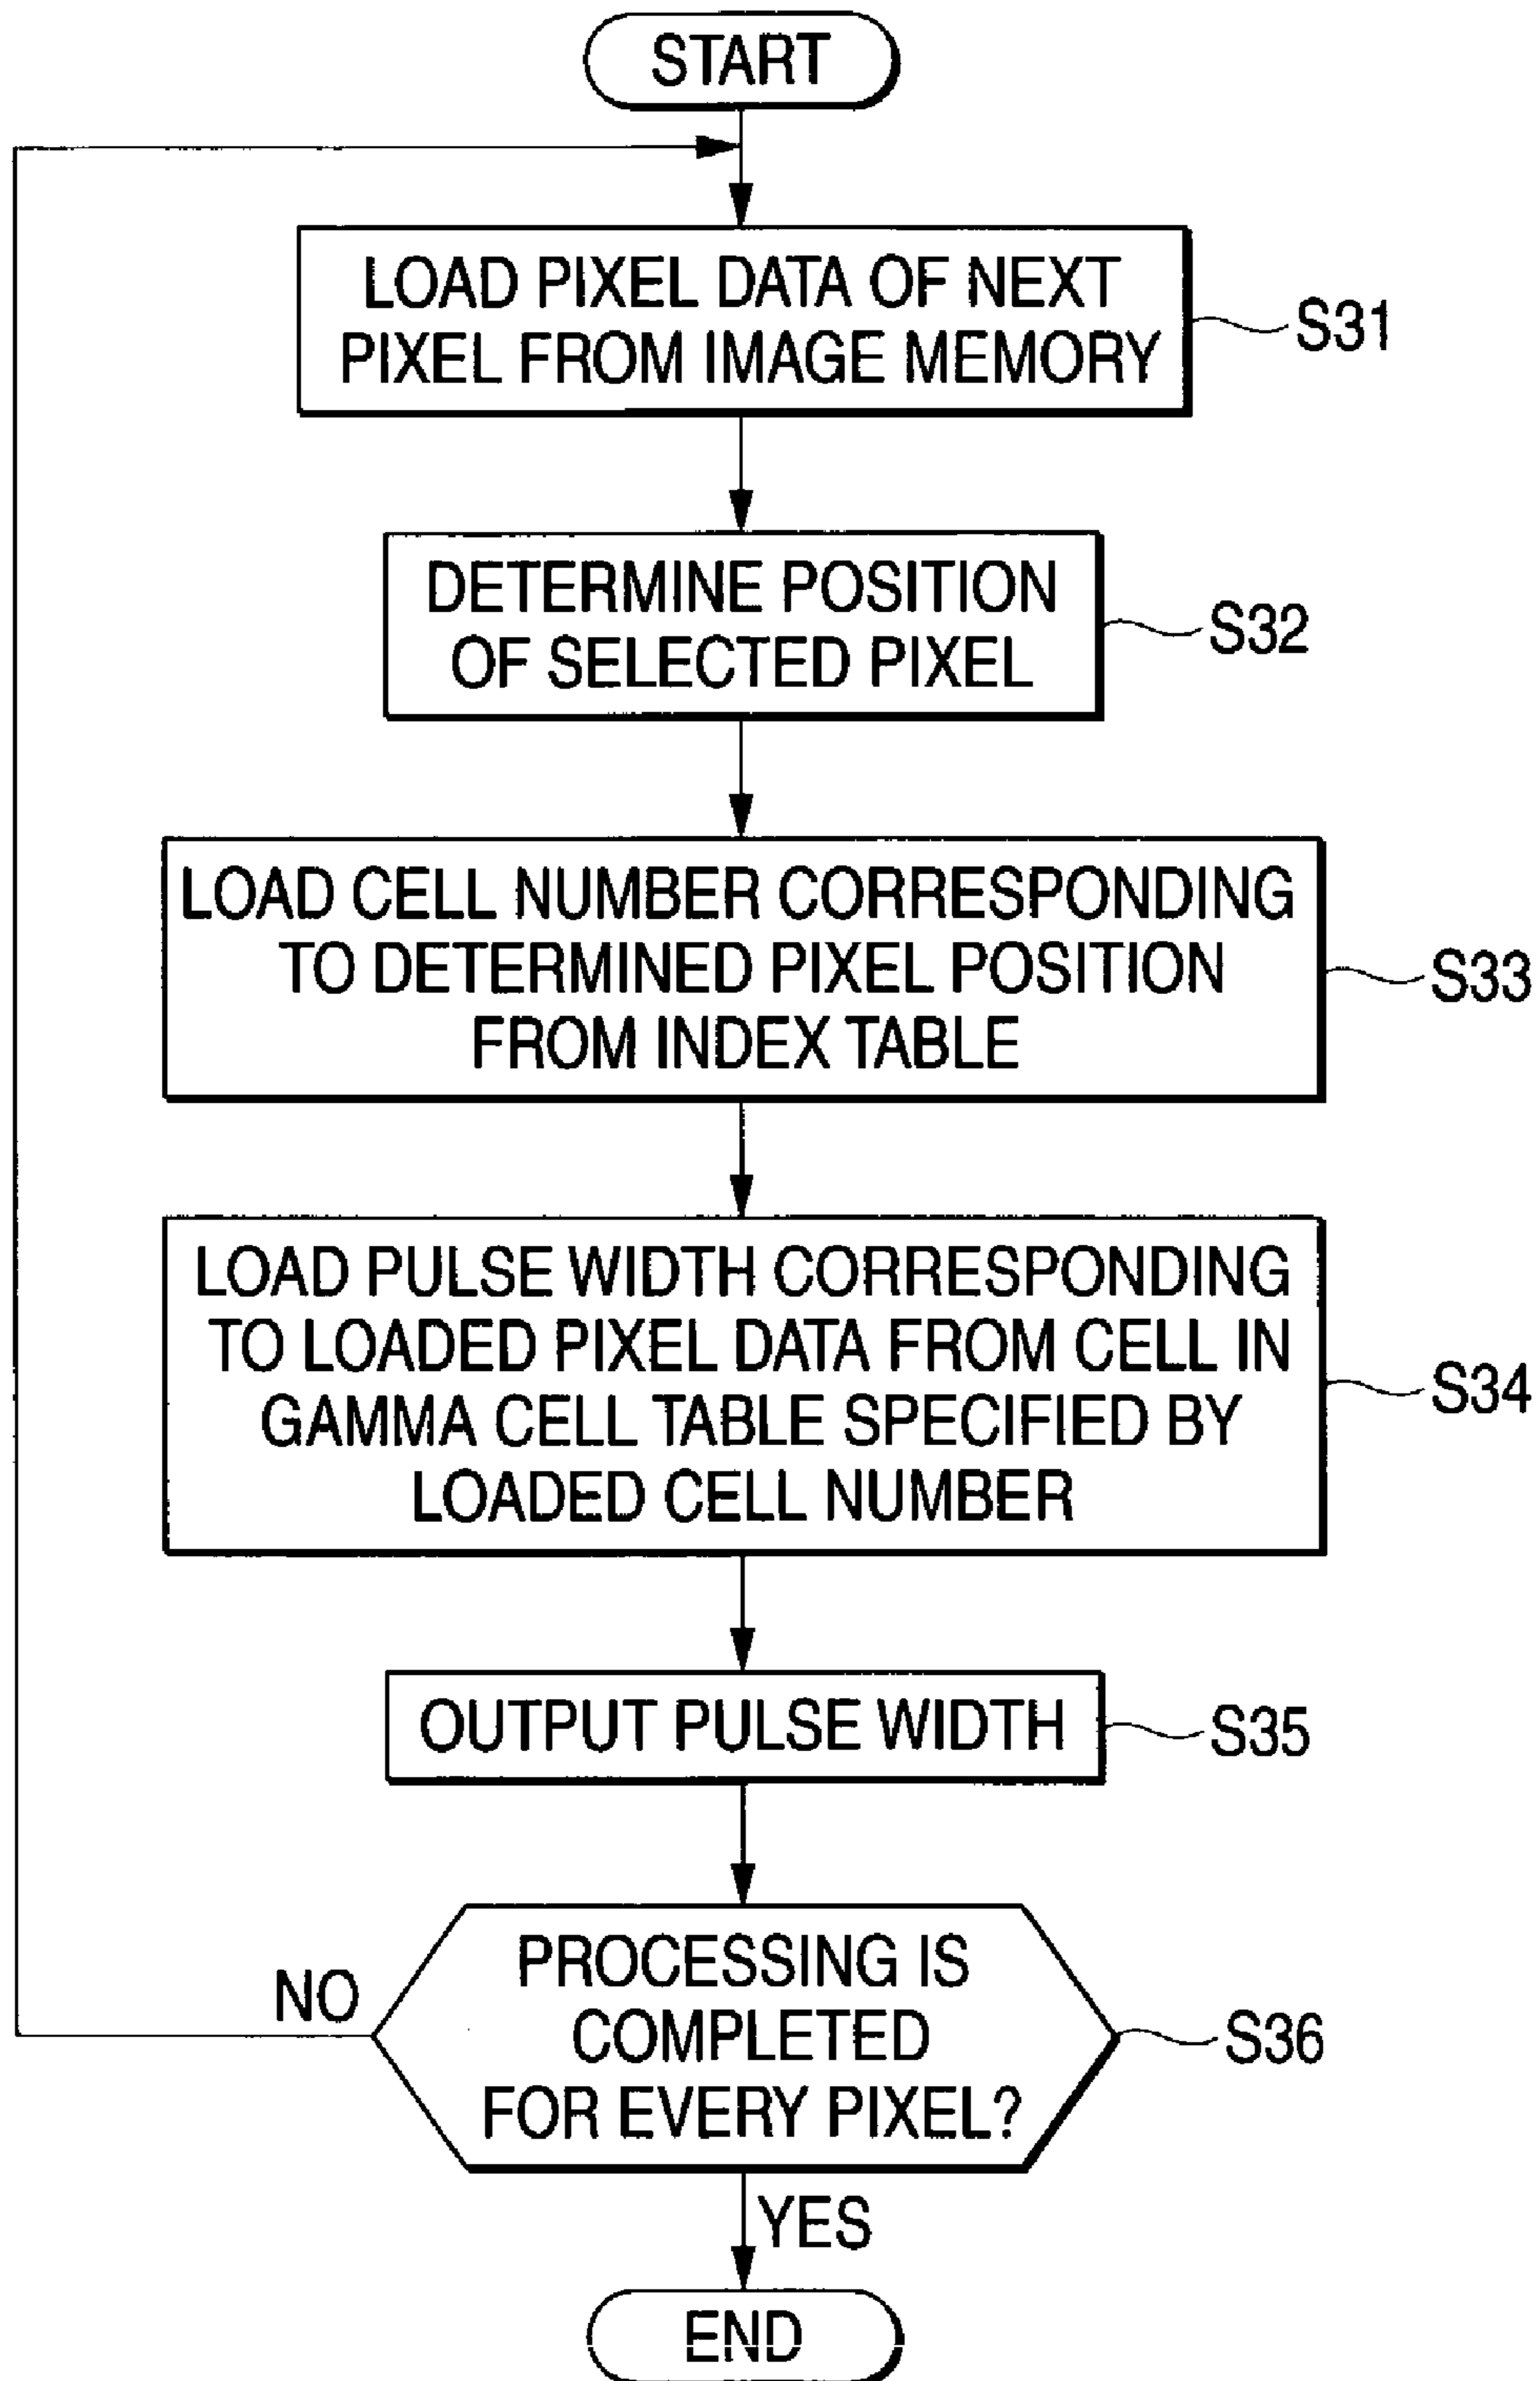 START
LOAD PIXEL DATA OF NEXT
PIXEL FROM IMAGE MEMORY
S31
DETERMINE POSITION
OF SELECTED PIXEL
S32
LOAD CELL NUMBER CORRESPONDING
TO DETERMINED PIXEL POSITION
FROM INDEX TABLE
S33
LOAD PULSE WIDTH CORRESPONDING
TO LOADED PIXEL DATA FROM CELL IN
GAMMA CELL TABLE SPECIFIED BY
LOADED CELL NUMBER
S34
OUTPUT PULSE WIDTH
S35
PROCESSING IS
COMPLETED
FOR EVERY PIXEL?
S36
NO
YES
END